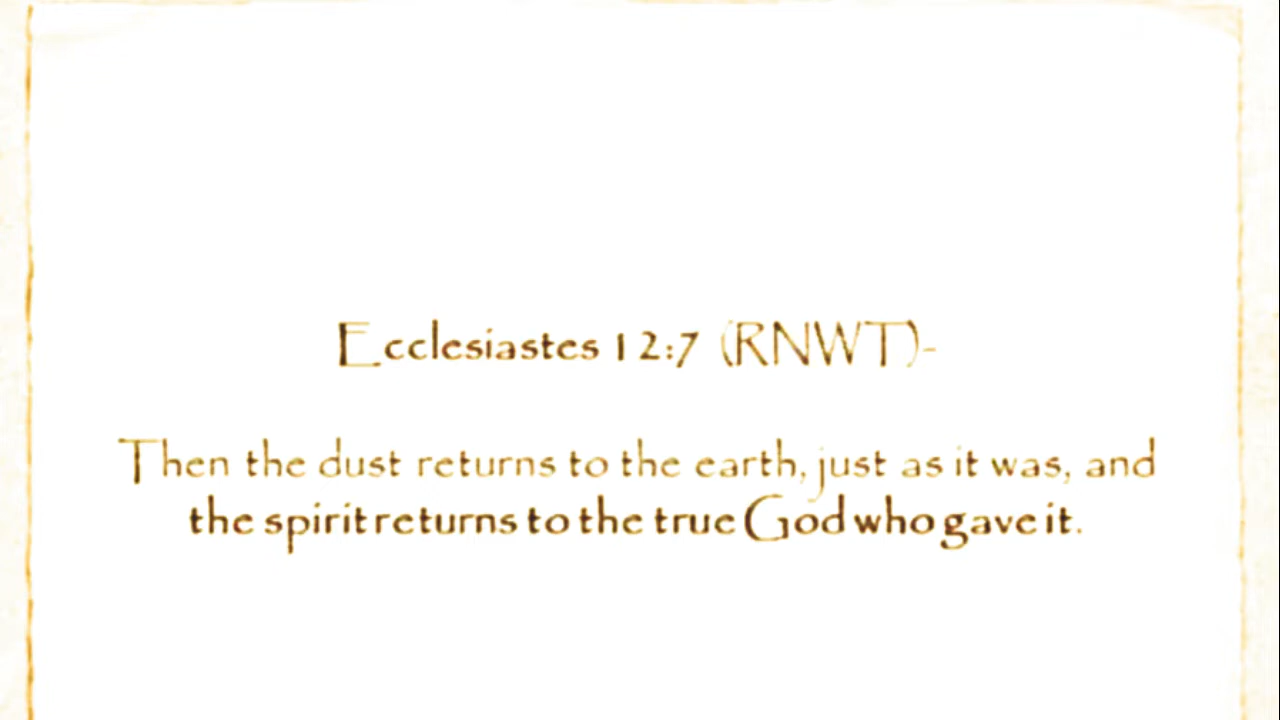 Ecclesiastes 12:7 (RNWT)-
Then the dust returns to the earth, just as it was, and
the spirit returns to the true God who gave it.